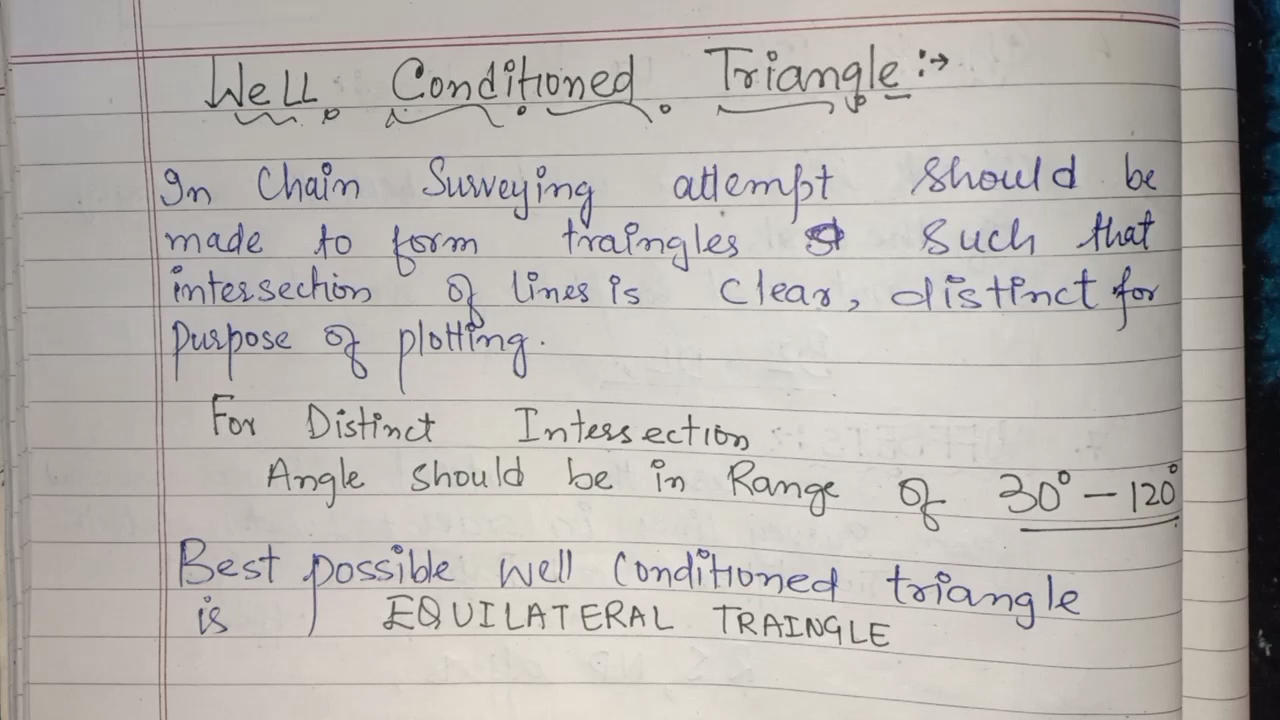 Well Conditioned Triangle :→
In Chain Surveying attempt should be
made to form traingles such that
intersection of lines is clear, distinct for
purpose of plotting.
For Distinct Intersection
Angle should be in Range of 30° – 120°
Best possible well conditioned triangle
is EQUILATERAL TRAINGLE